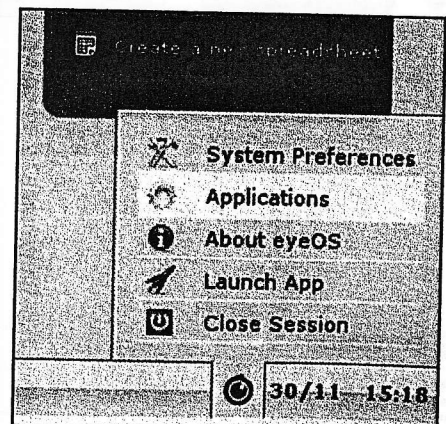 Create a new spreadsheet
System Preferences
Applications
About eyeOS
Launch App
Close Session
30/11 15:18